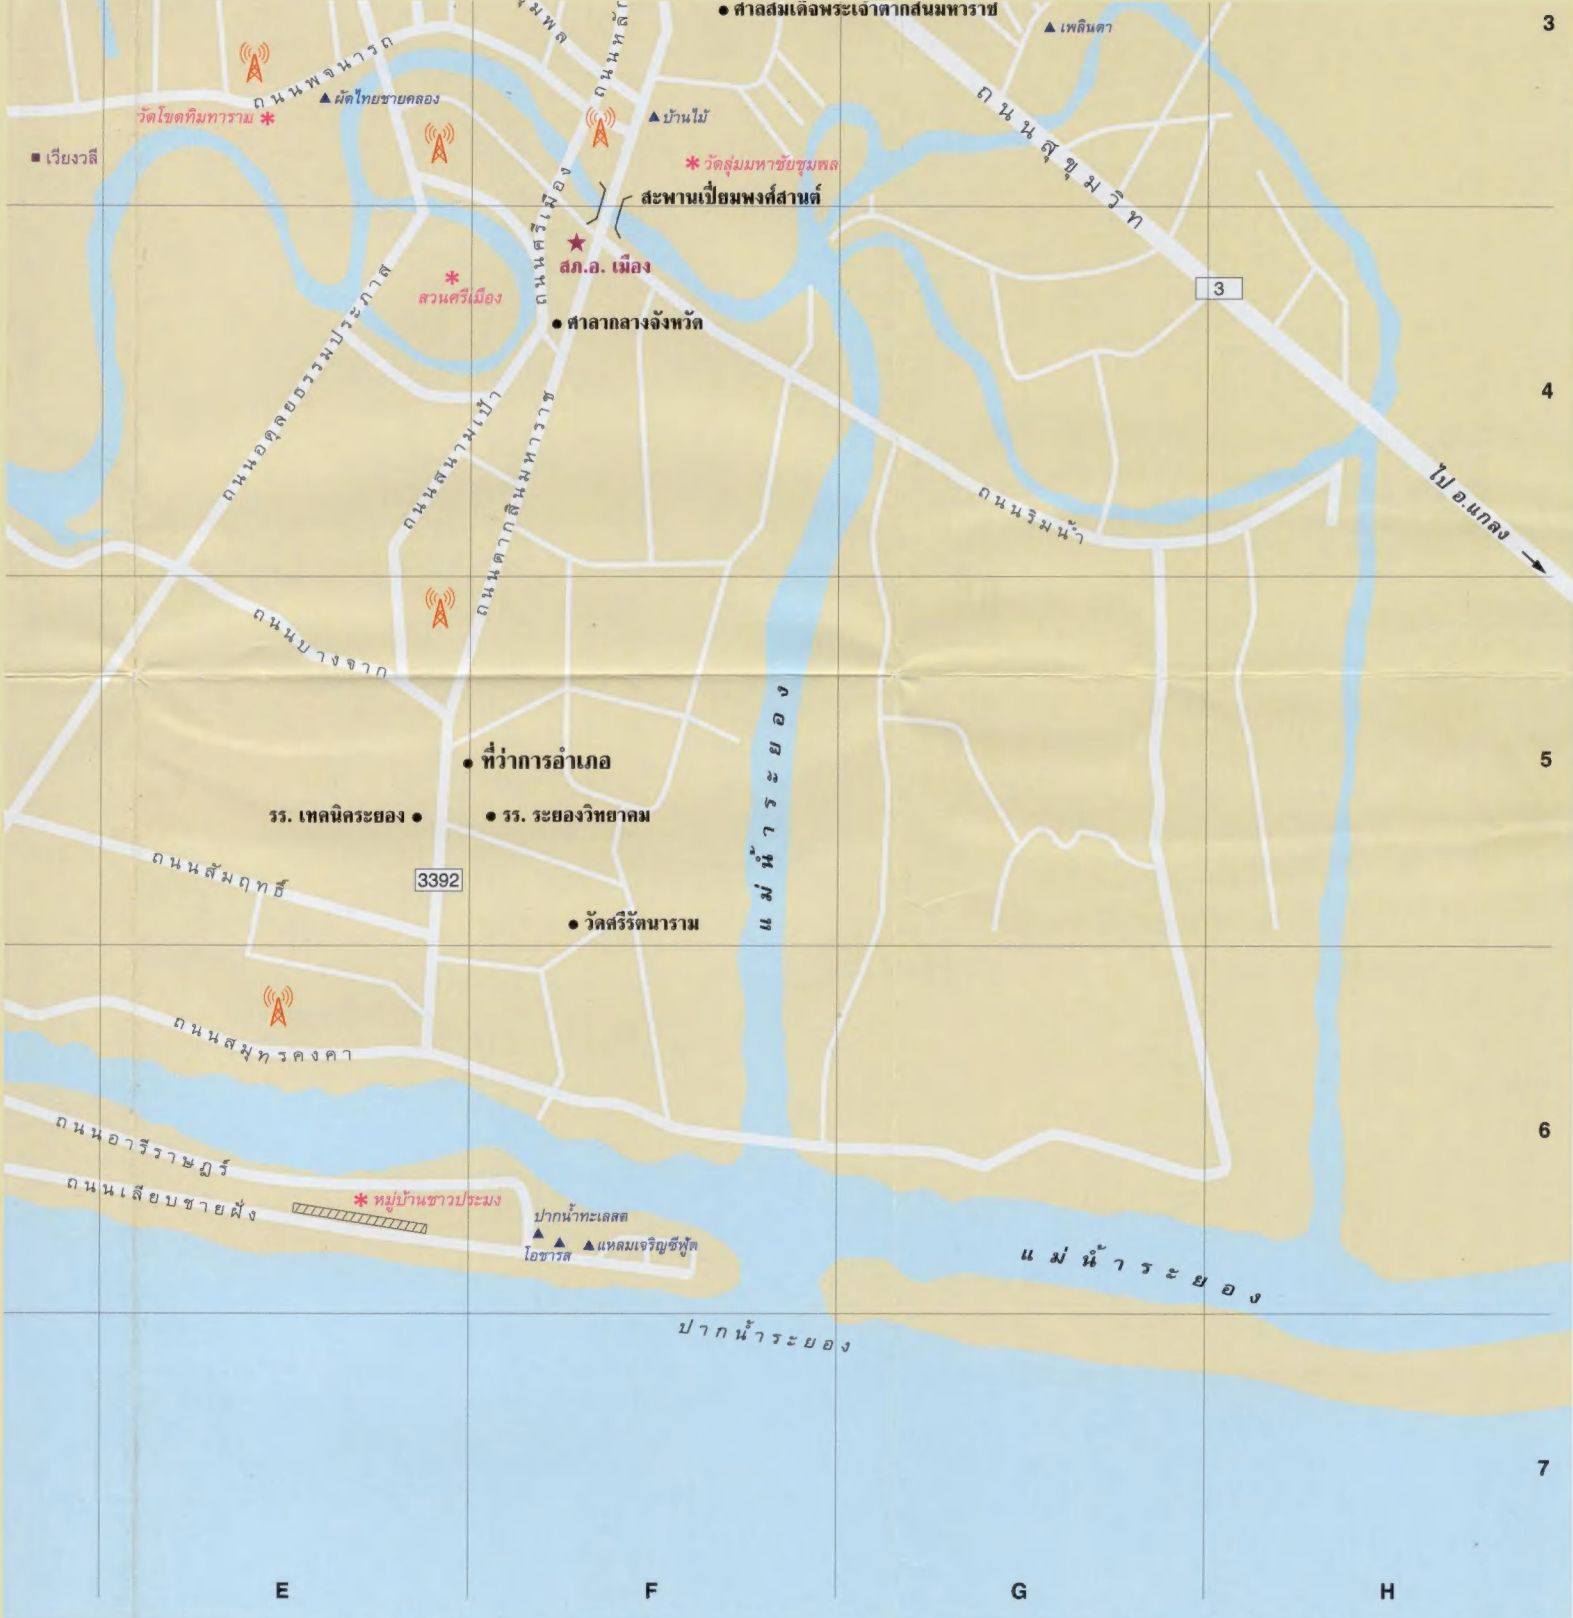 ศาลสมเด็จพระเจ้าตากสินมหาราช
3
เพลินตา
ถนนพจนารถ
ผัดไทยชายคลอง
วัดโขดทิมทาราม
บ้านไม้
ถนนสุขุมวิท
เวียงวลี
วัดลุ่มมหาชัยชุมพล
สะพานเปี่ยมพงศ์สานต์
ถนนศรีเมือง
สภ.อ. เมือง
สวนศรีเมือง
3
ศาลากลางจังหวัด
ถนนอดุลยธรรมประภาส
4
ถนนสนามเป้า
ถนนตากสินมหาราช
ถนนริมน้ำ
ไป อ.แกลง
ถนนบางจาก
แม่น้ำระยอง
ที่ว่าการอำเภอ
5
รร. เทคนิคระยอง
รร. ระยองวิทยาคม
ถนนสัมฤทธิ์
3392
วัดศรีรัตนาราม
ถนนสมุทรคงคา
6
ถนนอารีราษฎร์
ถนนเลียบชายฝั่ง
หมู่บ้านชาวประมง
ปากน้ำทะเลสด
โอชารส
แหลมเจริญซีฟู้ด
แม่น้ำระยอง
ปากน้ำระยอง
7
E
F
G
H